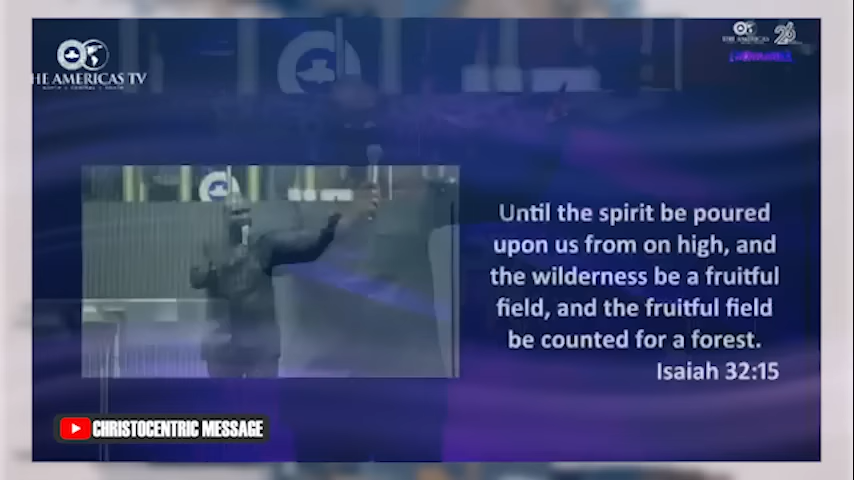 THE AMERICAS TV
26
Until the spirit be poured
upon us from on high, and
the wilderness be a fruitful
field, and the fruitful field
be counted for a forest.
Isaiah 32:15
CHRISTOCENTRIC MESSAGE